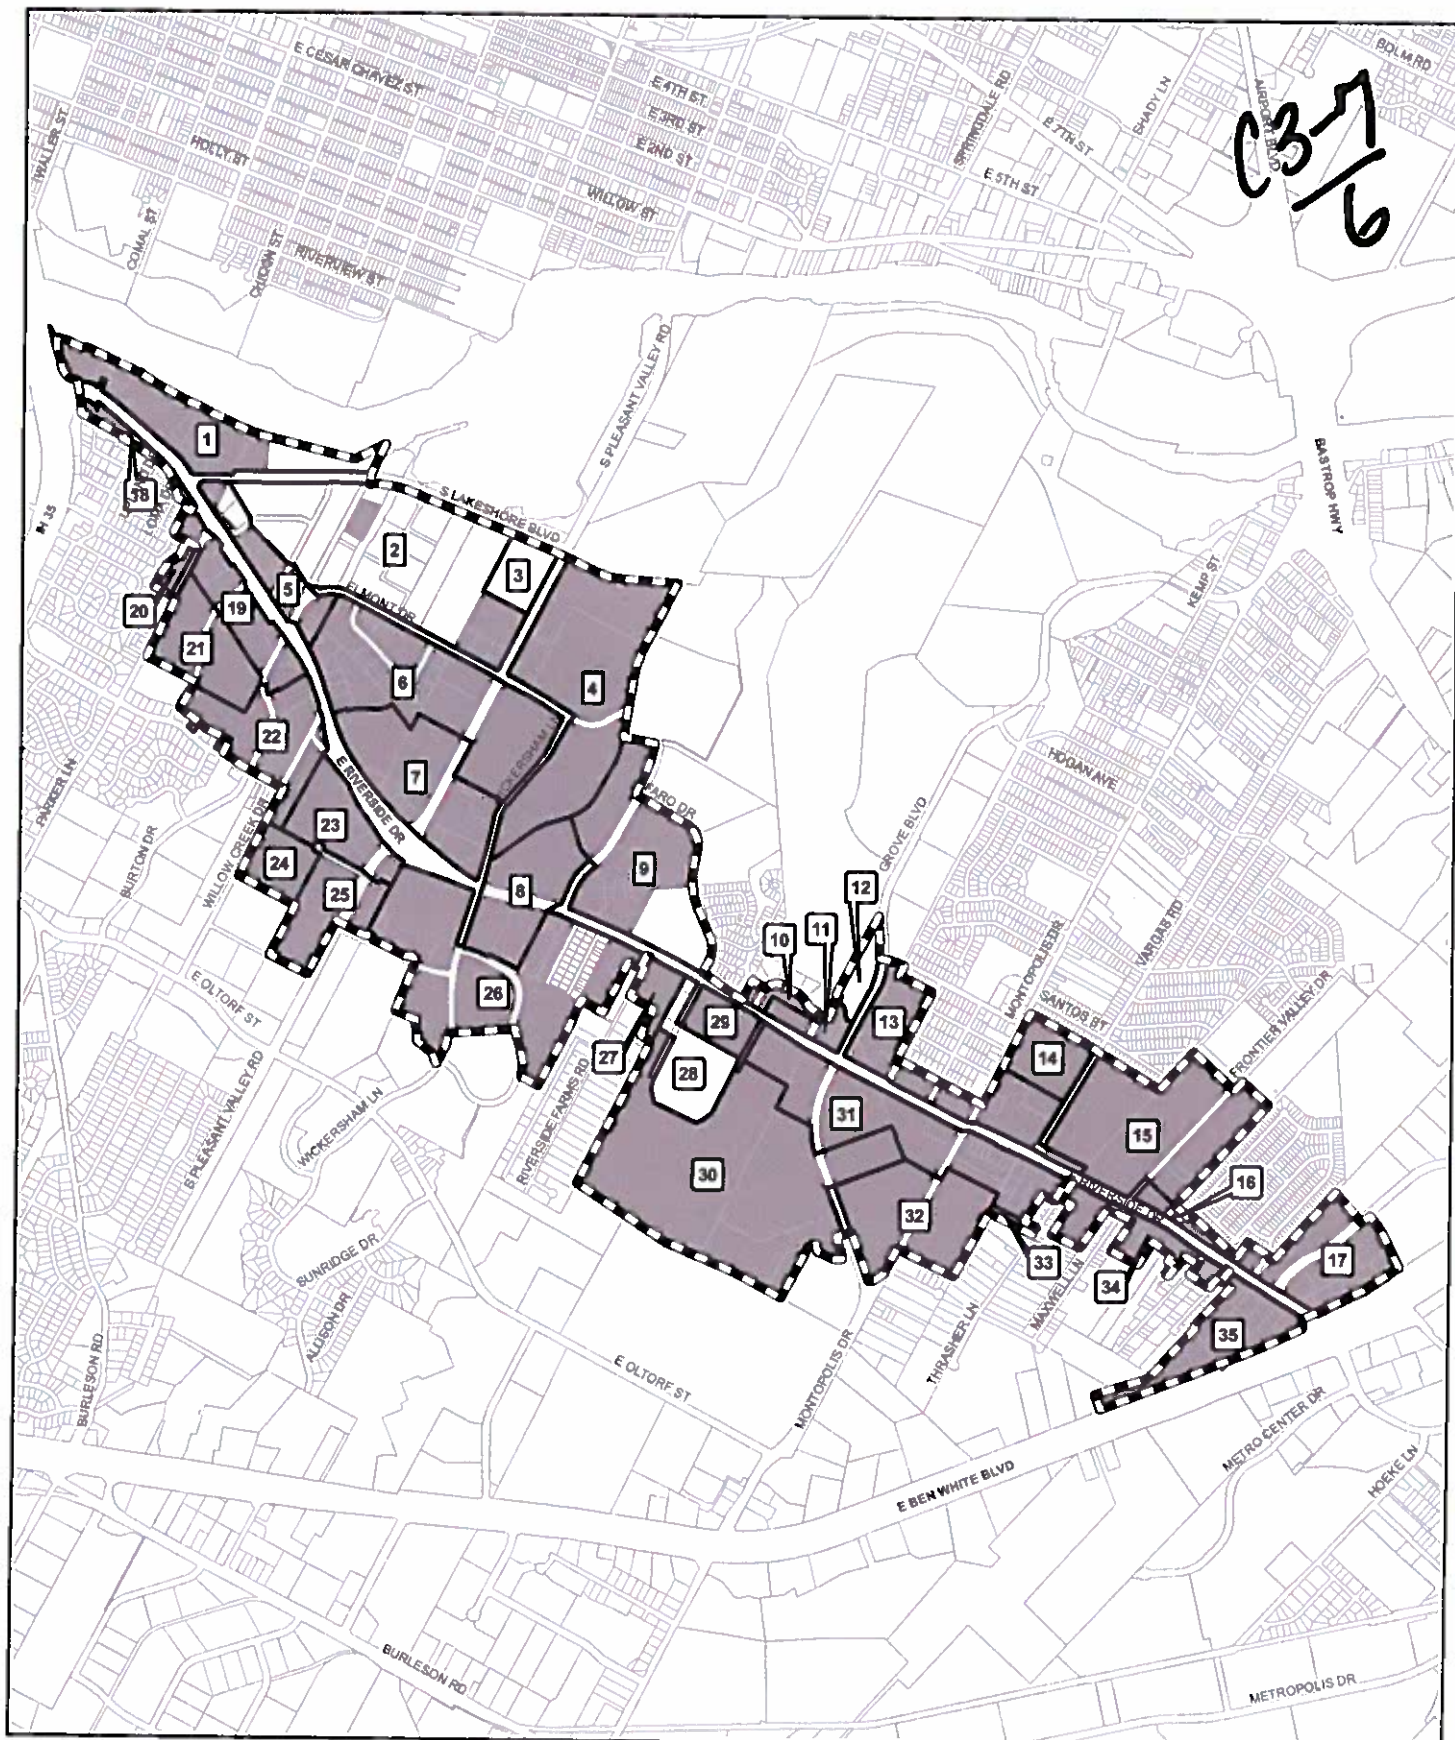 C3-7
6
BOLM RD
E CESAR CHAVEZ ST
E 4TH ST
E 3RD ST
E 2ND ST
SPRINGDALE RD
SHADY LN
AIRPORT BLVD
E 7TH ST
WALLER ST
HOLLY ST
E 5TH ST
WILLOW ST
COMAL ST
CHICON ST
RIVERVIEW ST
S PLEASANT VALLEY RD
1
BASTROP HWY
IH 35
18
S LAKESHORE BLVD
2
3
KEMP ST
5
ELMONT DR
20
19
21
6
4
22
WICKERSHAM LN
HOGAN AVE
7
E RIVERSIDE DR
PARKER LN
FARO DR
BURTON DR
WILLOW CREEK DR
23
24
25
8
9
GROVE BLVD
12
11
10
MONTOPOLIS DR
VARGAS RD
E OLTORF ST
26
SANTOS ST
FRONTIER VALLEY DR
13
29
14
27
28
S PLEASANT VALLEY RD
WICKERSHAM LN
RIVERSIDE FARMS RD
31
15
30
RIVERSIDE DR
16
32
SUNRIDGE DR
33
MAXWELL LN
34
17
ALLISON DR
35
THRASHER LN
BURLESON RD
E OLTORF ST
MONTOPOLIS DR
METRO CENTER DR
HOEKE LN
E BEN WHITE BLVD
BURLESON RD
METROPOLIS DR